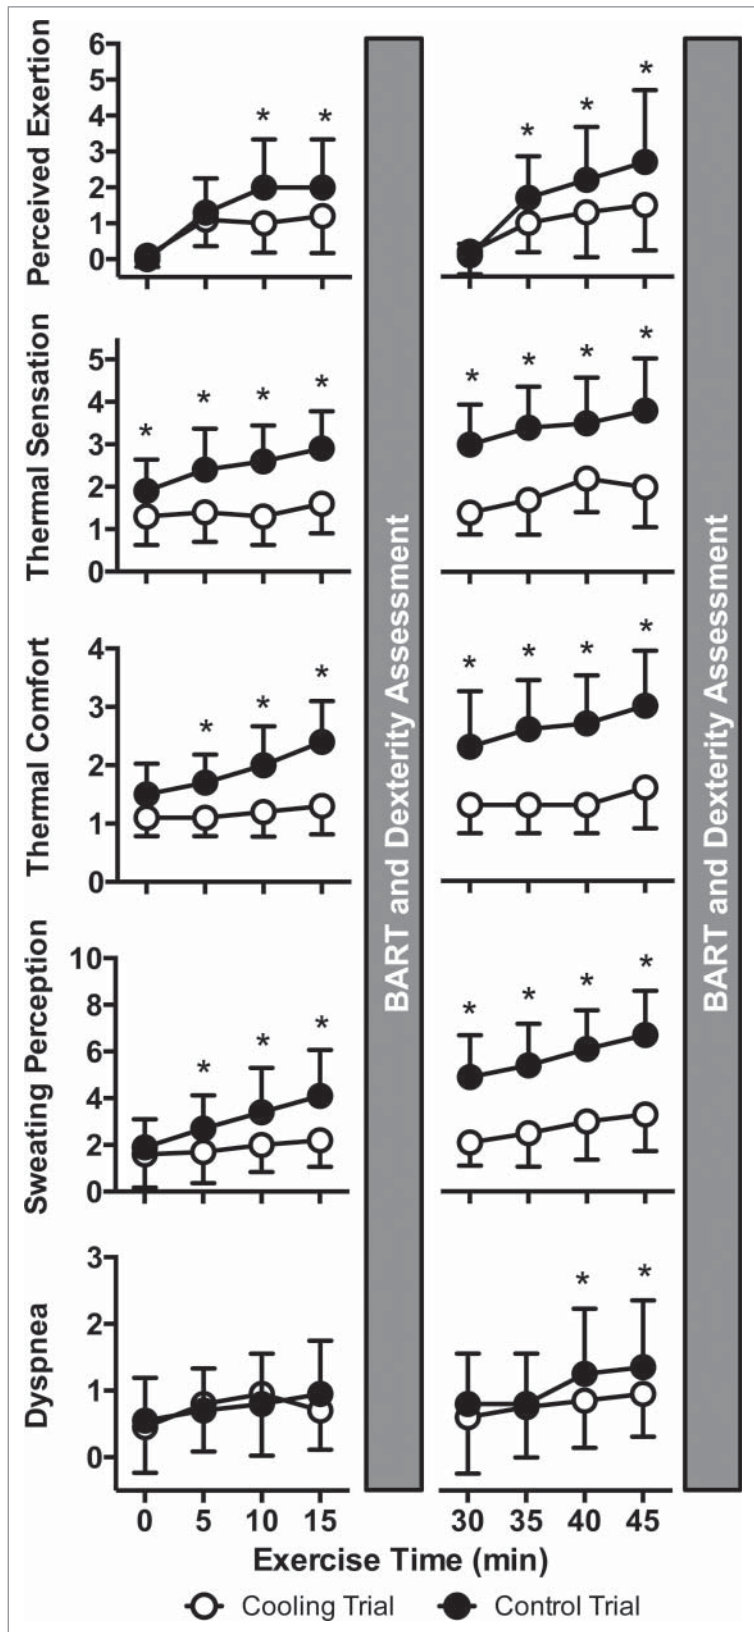 Perceived Exertion
6
5
4
3
2
1
0
* *
* * *
Thermal Sensation
5
4
3
2
1
0
* * * *
* * * *
Thermal Comfort
4
3
2
1
0
* * *
* * * *
Sweating Perception
10
8
6
4
2
0
* * *
* * * *
Dyspnea
3
2
1
0
* *
BART and Dexterity Assessment
BART and Dexterity Assessment
0 5 10 15 30 35 40 45
Exercise Time (min)
Cooling Trial Control Trial